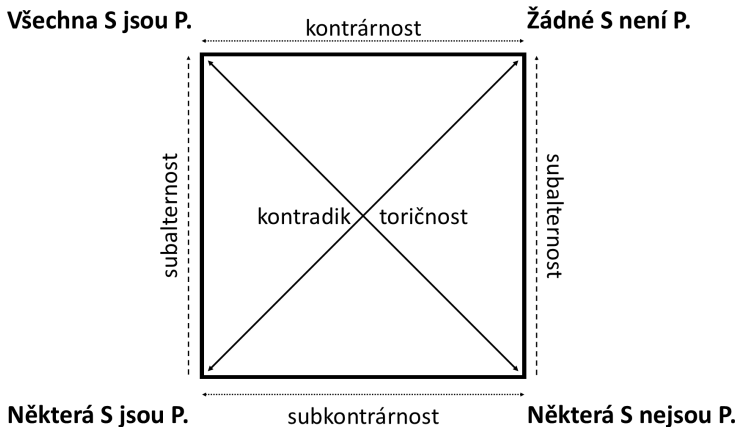 Všechna S jsou P.
kontrárnost
Žádné S není P.
subalternost
kontradik
toričnost
subalternost
Některá S jsou P.
subkontrárnost
Některá S nejsou P.